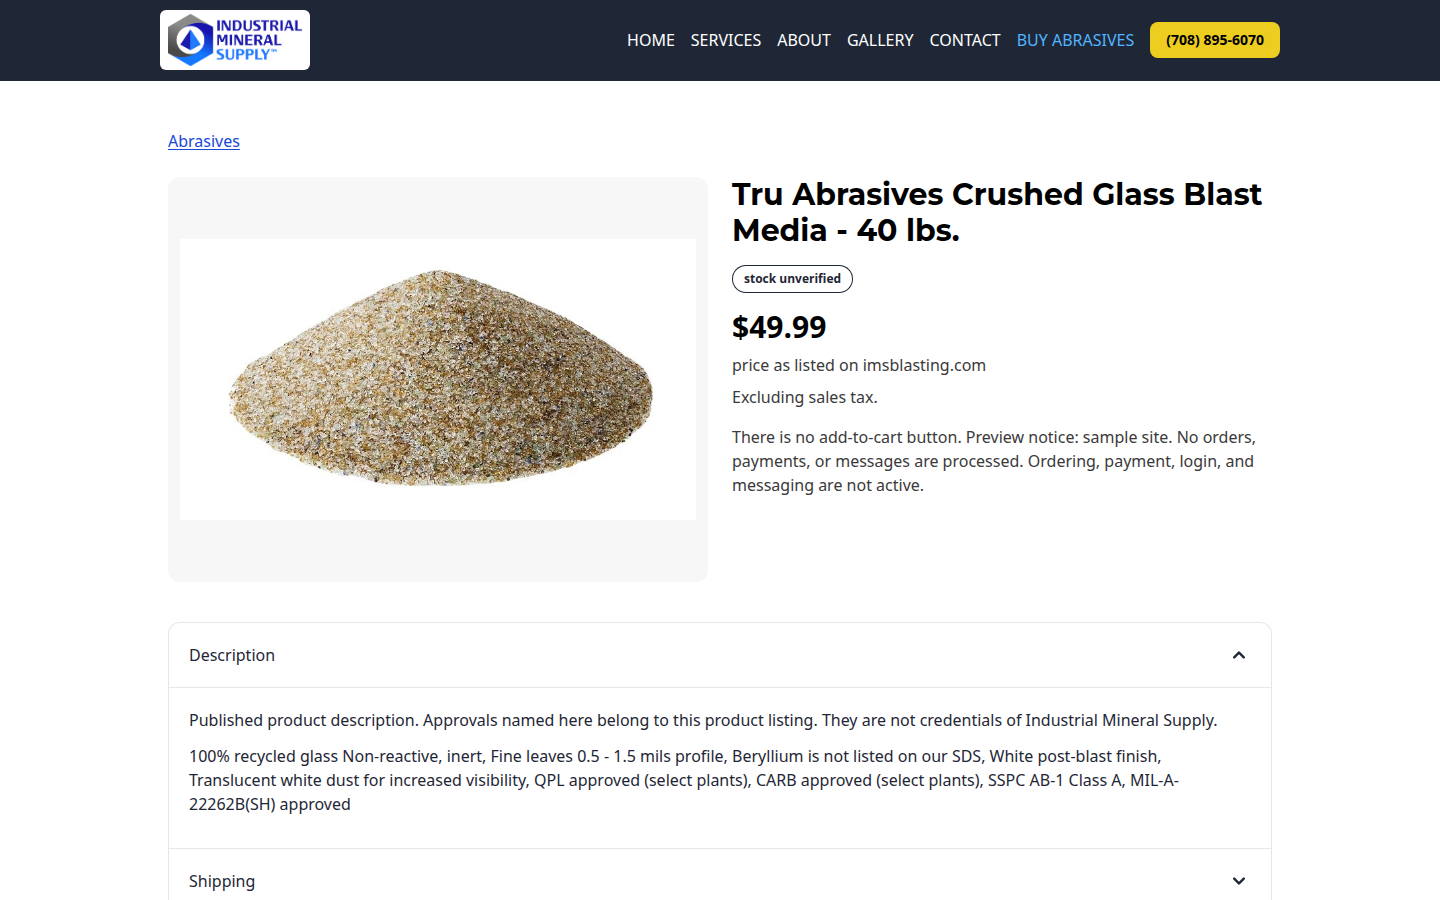 INDUSTRIAL
MINERAL
SUPPLY™
HOME SERVICES ABOUT GALLERY CONTACT BUY ABRASIVES (708) 895-6070
Abrasives
Tru Abrasives Crushed Glass Blast
Media - 40 lbs.
stock unverified
$49.99
price as listed on imsblasting.com
Excluding sales tax.
There is no add-to-cart button. Preview notice: sample site. No orders,
payments, or messages are processed. Ordering, payment, login, and
messaging are not active.
Description
Published product description. Approvals named here belong to this product listing. They are not credentials of Industrial Mineral Supply.
100% recycled glass Non-reactive, inert, Fine leaves 0.5 - 1.5 mils profile, Beryllium is not listed on our SDS, White post-blast finish,
Translucent white dust for increased visibility, QPL approved (select plants), CARB approved (select plants), SSPC AB-1 Class A, MIL-A-
22262B(SH) approved
Shipping